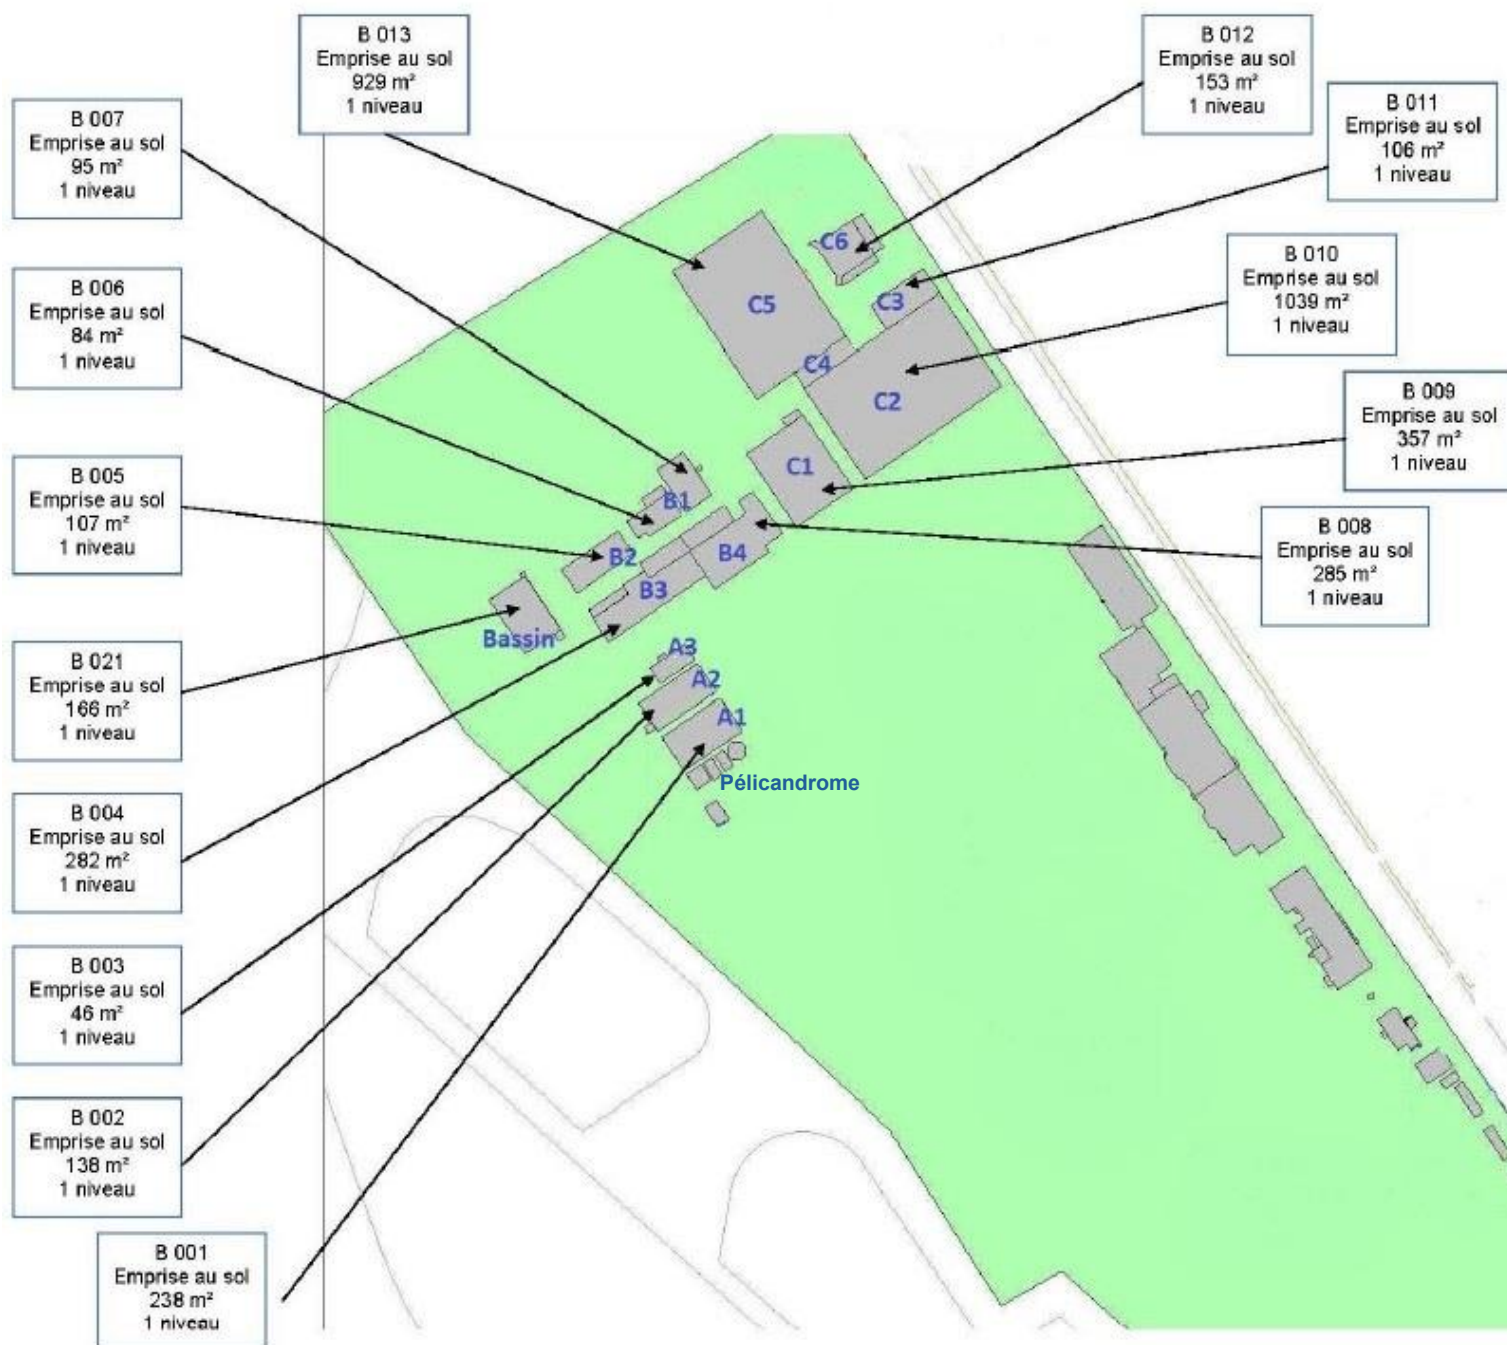 B 013
Emprise au sol
929 m²
1 niveau
B 012
Emprise au sol
153 m²
1 niveau
B 011
Emprise au sol
106 m²
1 niveau
B 007
Emprise au sol
95 m²
1 niveau
B 010
Emprise au sol
1039 m²
1 niveau
B 006
Emprise au sol
84 m²
1 niveau
B 009
Emprise au sol
357 m²
1 niveau
B 005
Emprise au sol
107 m²
1 niveau
B 008
Emprise au sol
285 m²
1 niveau
B 021
Emprise au sol
166 m²
1 niveau
B 004
Emprise au sol
282 m²
1 niveau
B 003
Emprise au sol
46 m²
1 niveau
B 002
Emprise au sol
138 m²
1 niveau
B 001
Emprise au sol
238 m²
1 niveau
C6
C5
C3
C4
C2
C1
B1
B2
B4
B3
Bassin
A3
A2
A1
Pélicandrome